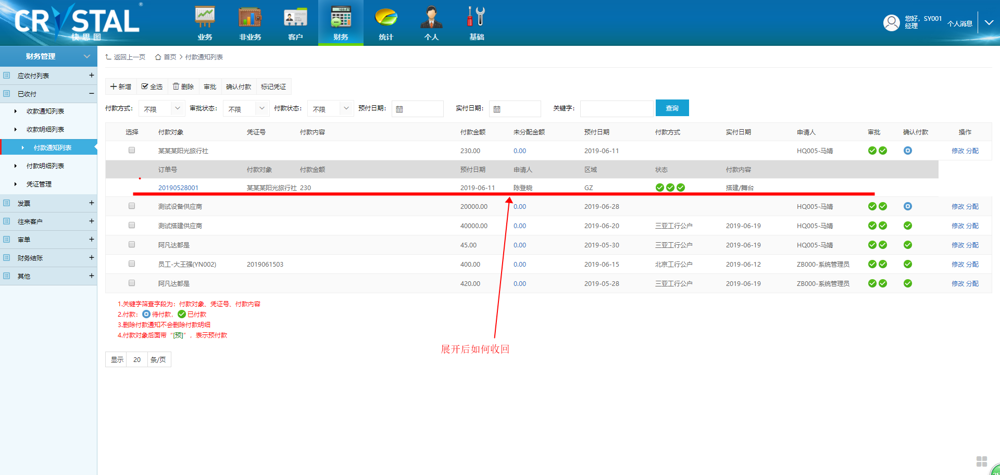 CRYSTAL ®
快思图
业务 非业务 客户 财务 统计 个人 基础
您好, SY001
经理
个人消息
财务管理
应收付列表 +
已收付 −
收款通知列表
收款明细列表
付款通知列表
付款明细列表
凭证管理
发票 +
往来客户 +
审单 +
财务结账 +
其他 +
返回上一页 首页 > 付款通知列表
新增 全选 删除 审批 确认付款 标记凭证
付款方式: 不限 审批状态: 不限 付款状态: 不限 预付日期: 实付日期: 关键字: 查询
选择 付款对象 凭证号 付款内容 付款金额 未分配金额 预付日期 付款方式 实付日期 申请人 审批 确认付款 操作
某某某阳光旅行社 230.00 0.00 2019-06-11 HQ005-马婧 修改 分配
订单号 付款对象 付款金额 预付日期 申请人 区域 状态 付款内容
20190528001 某某某阳光旅行社 230 2019-06-11 陈登晓 GZ 搭建/舞台
测试设备供应商 20000.00 0.00 2019-06-28 HQ005-马婧 修改 分配
测试搭建供应商 40000.00 0.00 2019-06-20 三亚工行公户 2019-06-19 HQ005-马婧 修改 分配
阿凡达都是 45.00 0.00 2019-05-30 三亚工行公户 2019-06-19 HQ005-马婧 修改 分配
员工-大王强(YN002) 2019061503 400.00 0.00 2019-06-15 北京工行公户 2019-06-12 ZB000-系统管理员 修改 分配
阿凡达都是 420.00 0.00 2019-05-28 三亚工行公户 2019-06-19 ZB000-系统管理员 修改 分配
1.关键字筛查字段为: 付款对象、凭证号、付款内容
2.付款: 待付款, 已付款
3.删除付款通知不会删除付款明细
4.付款对象后面带“[预]”, 表示预付款
展开后如何收回
显示 20 条/页